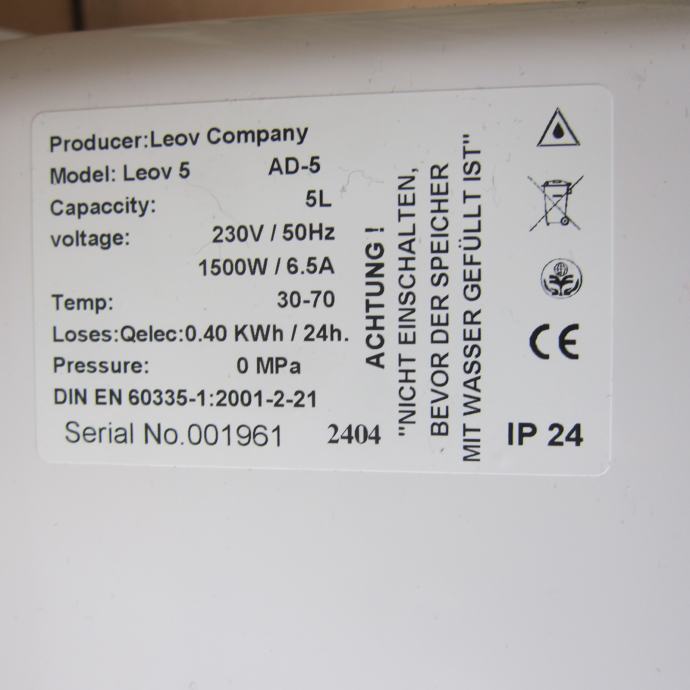 Producer:Leov Company
Model: Leov 5 AD-5
Capaccity: 5L
voltage: 230V / 50Hz
1500W / 6.5A
Temp: 30-70
Loses:Qelec:0.40 KWh / 24h.
Pressure: 0 MPa
DIN EN 60335-1:2001-2-21
Serial No.001961 2404
ACHTUNG !
"NICHT EINSCHALTEN,
BEVOR DER SPEICHER
MIT WASSER GEFÜLLT IST"
CE
IP 24